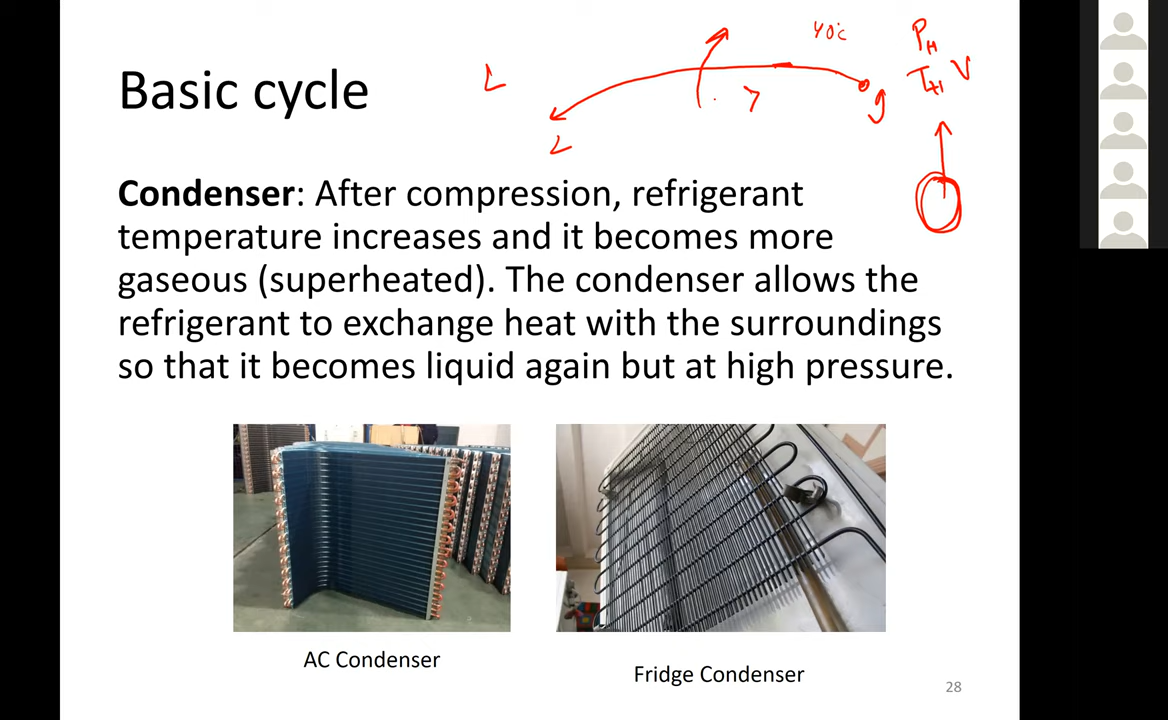 40°C
P_H
L
T_H V
Basic cycle
g
L
Condenser: After compression, refrigerant
temperature increases and it becomes more
gaseous (superheated). The condenser allows the
refrigerant to exchange heat with the surroundings
so that it becomes liquid again but at high pressure.
AC Condenser
Fridge Condenser
28